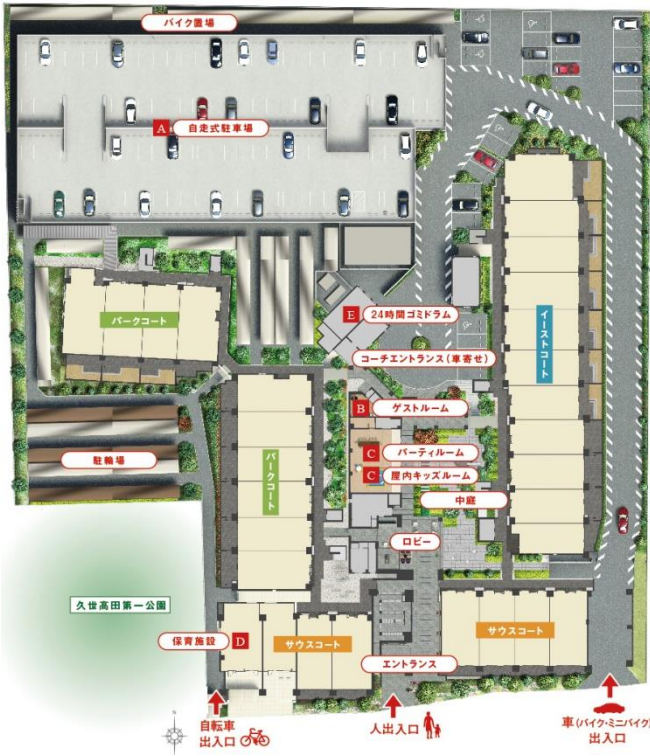 バイク置場
A 自走式駐車場
パークコート
E 24時間ゴミドラム
コーチエントランス(車寄せ)
イーストコート
B ゲストルーム
C パーティルーム
C 屋内キッズルーム
パークコート
駐輪場
中庭
ロビー
久世高田第一公園
保育施設 D
サウスコート
サウスコート
エントランス
自転車
出入口
人出入口
車(バイク・ミニバイク)
出入口